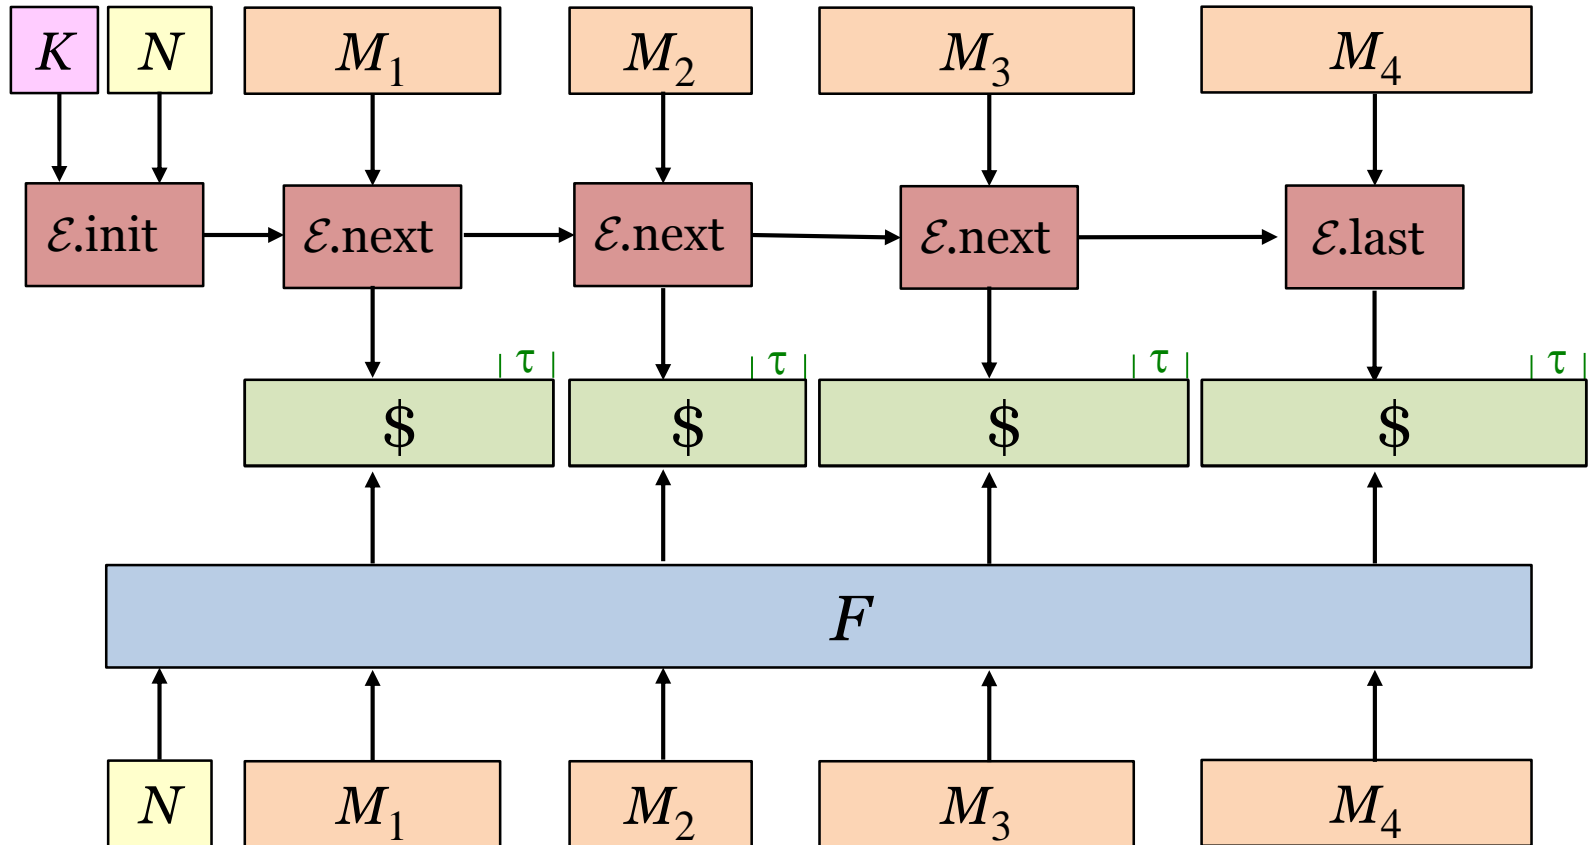 K N M₁ M₂ M₃ M₄
ℰ.init ℰ.next ℰ.next ℰ.next ℰ.last
τ τ τ τ
$ $ $ $
F
N M₁ M₂ M₃ M₄